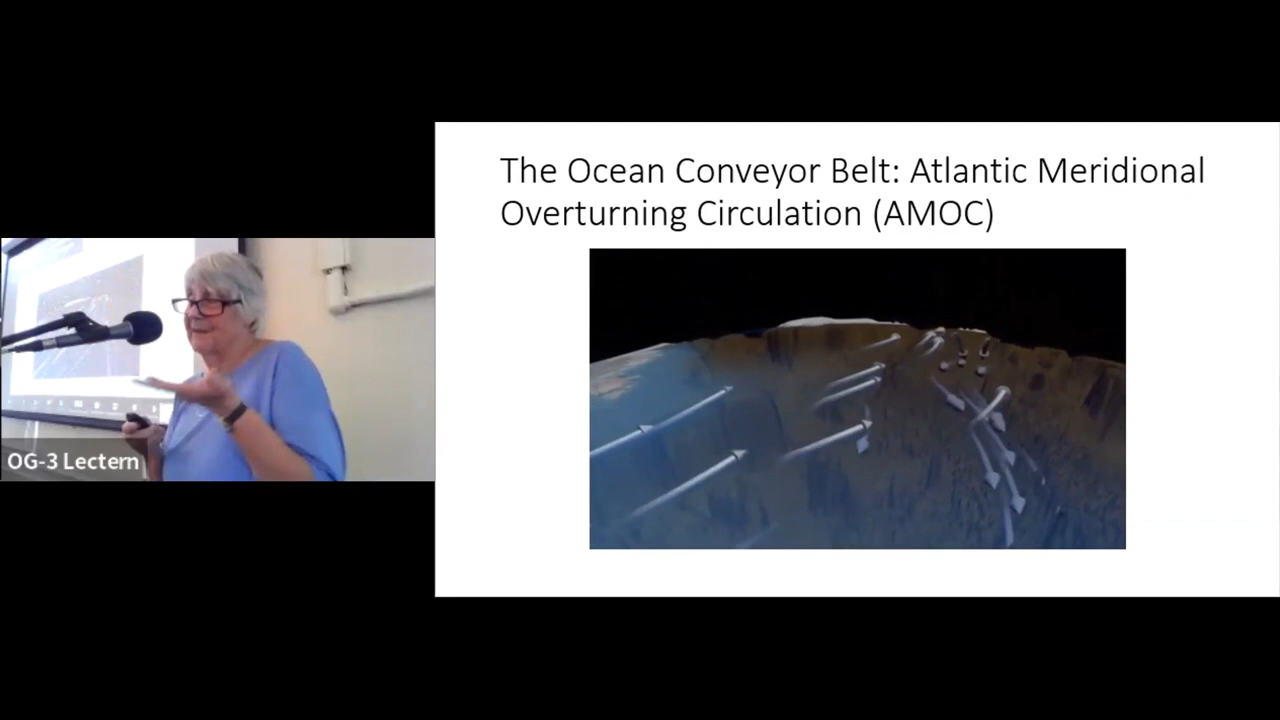 The Ocean Conveyor Belt: Atlantic Meridional
Overturning Circulation (AMOC)
OG-3 Lectern